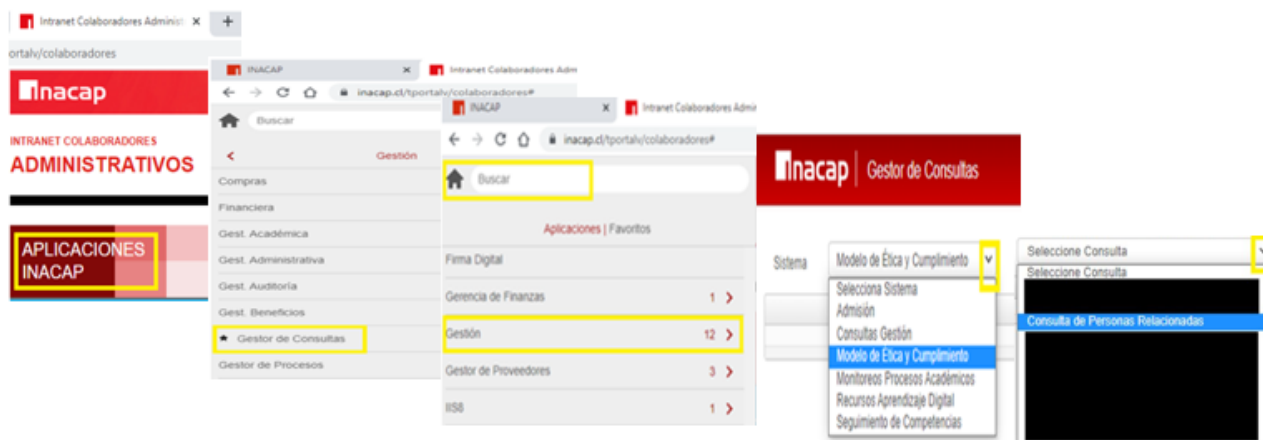 Intranet Colaboradores Administ
ortalv/colaboradores
inacap
INTRANET COLABORADORES
ADMINISTRATIVOS
APLICACIONES
INACAP
INACAP
Intranet Colaboradores Adm
inacap.cl/tportalv/colaboradores#
Buscar
Gestión
Compras
Financiera
Gest. Académica
Gest. Administrativa
Gest. Auditoría
Gest. Beneficios
Gestor de Consultas
Gestor de Procesos
INACAP
Intranet Colaboradores Admin
inacap.cl/tportalv/colaboradores#
Buscar
Aplicaciones | Favoritos
Firma Digital
Gerencia de Finanzas 1
Gestión 12
Gestor de Proveedores 3
IIS8 1
inacap | Gestor de Consultas
Sistema
Modelo de Ética y Cumplimiento
Selecciona Sistema
Admisión
Consultas Gestión
Modelo de Ética y Cumplimiento
Monitoreos Procesos Académicos
Recursos Aprendizaje Digital
Seguimiento de Competencias
Seleccione Consulta
Seleccione Consulta
Consulta de Personas Relacionadas